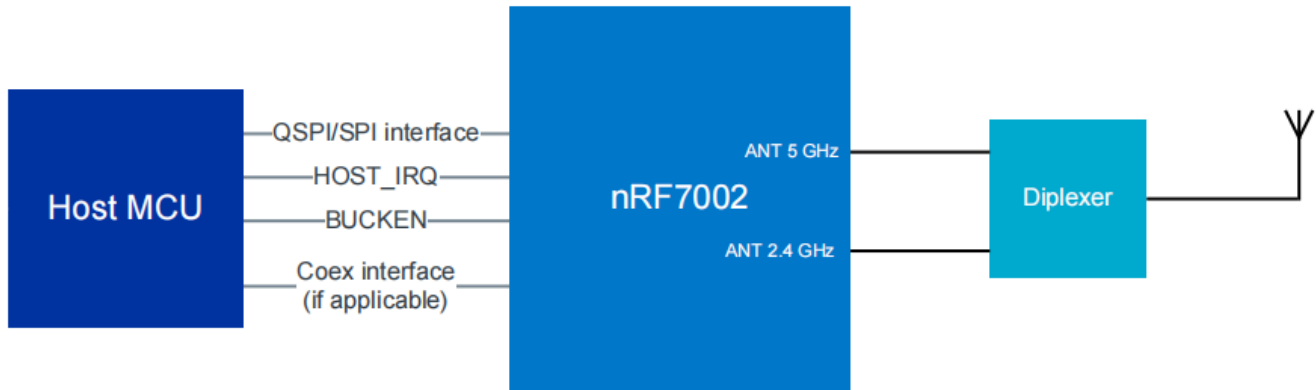 Host MCU
QSPI/SPI interface
HOST_IRQ
BUCKEN
Coex interface
(if applicable)
nRF7002
ANT 5 GHz
ANT 2.4 GHz
Diplexer